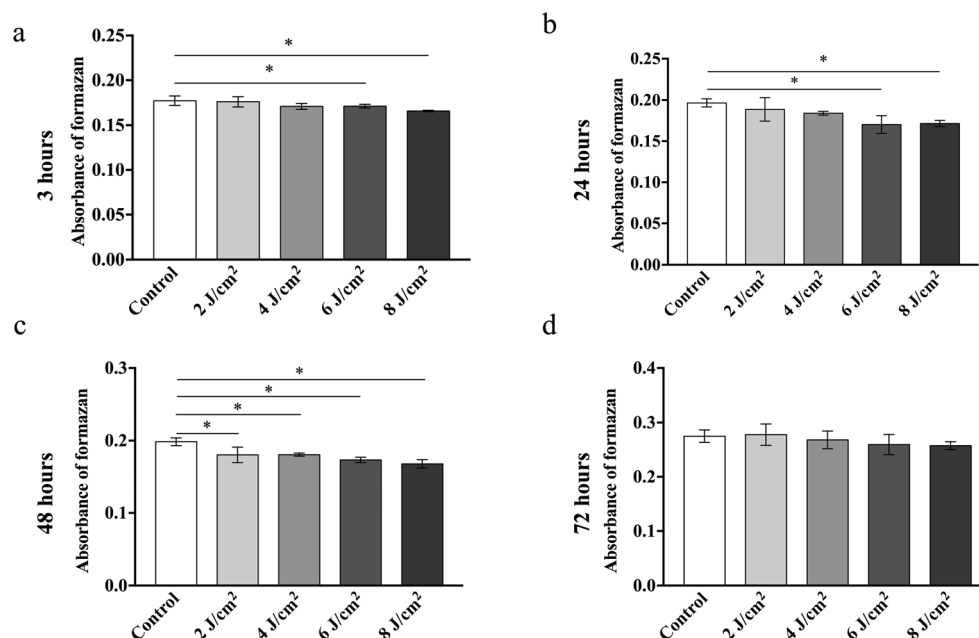 a
3 hours
Absorbance of formazan
0.25
0.20
0.15
0.10
0.05
0.00
*
*
Control
2 J/cm²
4 J/cm²
6 J/cm²
8 J/cm²
b
24 hours
Absorbance of formazan
0.25
0.20
0.15
0.10
0.05
0.00
*
*
Control
2 J/cm²
4 J/cm²
6 J/cm²
8 J/cm²
c
48 hours
Absorbance of formazan
0.3
0.2
0.1
0.0
*
*
*
*
Control
2 J/cm²
4 J/cm²
6 J/cm²
8 J/cm²
d
72 hours
Absorbance of formazan
0.4
0.3
0.2
0.1
0.0
Control
2 J/cm²
4 J/cm²
6 J/cm²
8 J/cm²